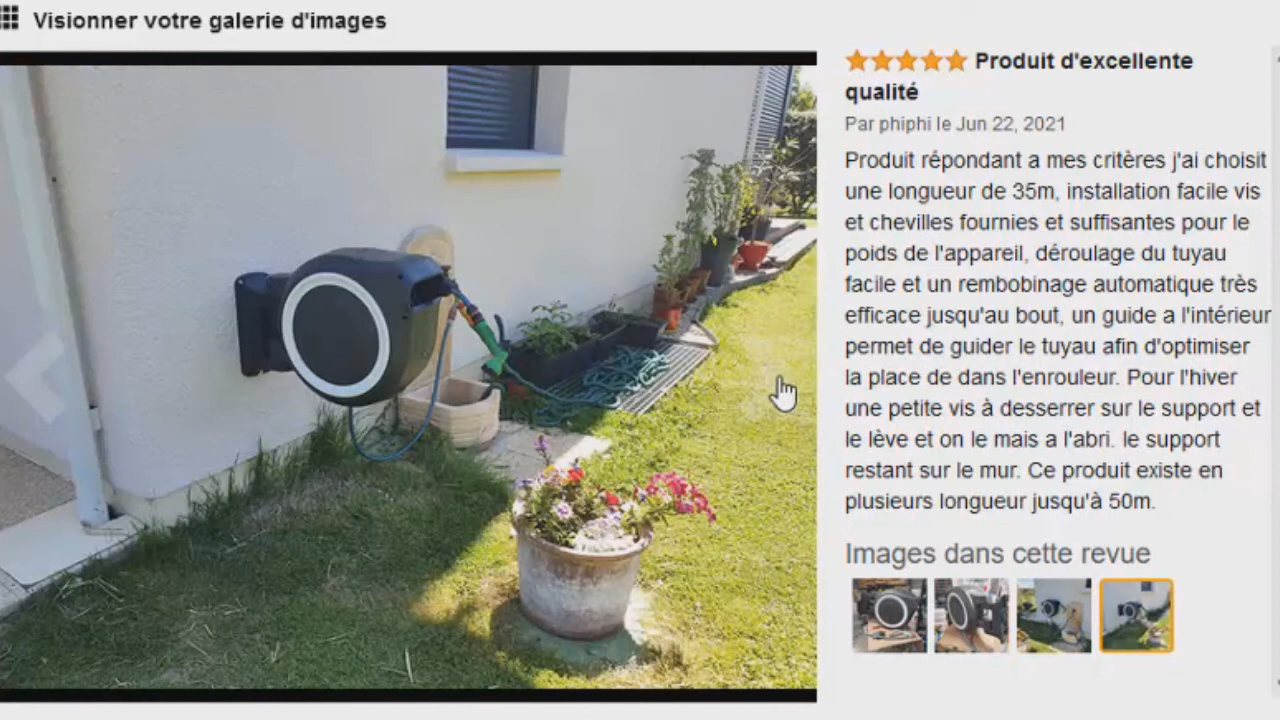 Visionner votre galerie d'images
Produit d'excellente
qualité
Par phiphi le Jun 22, 2021
Produit répondant a mes critères j'ai choisit
une longueur de 35m, installation facile vis
et chevilles fournies et suffisantes pour le
poids de l'appareil, déroulage du tuyau
facile et un rembobinage automatique très
efficace jusqu'au bout, un guide a l'intérieur
permet de guider le tuyau afin d'optimiser
la place de dans l'enrouleur. Pour l'hiver
une petite vis à desserrer sur le support et
le lève et on le mais a l'abri. le support
restant sur le mur. Ce produit existe en
plusieurs longueur jusqu'à 50m.
Images dans cette revue